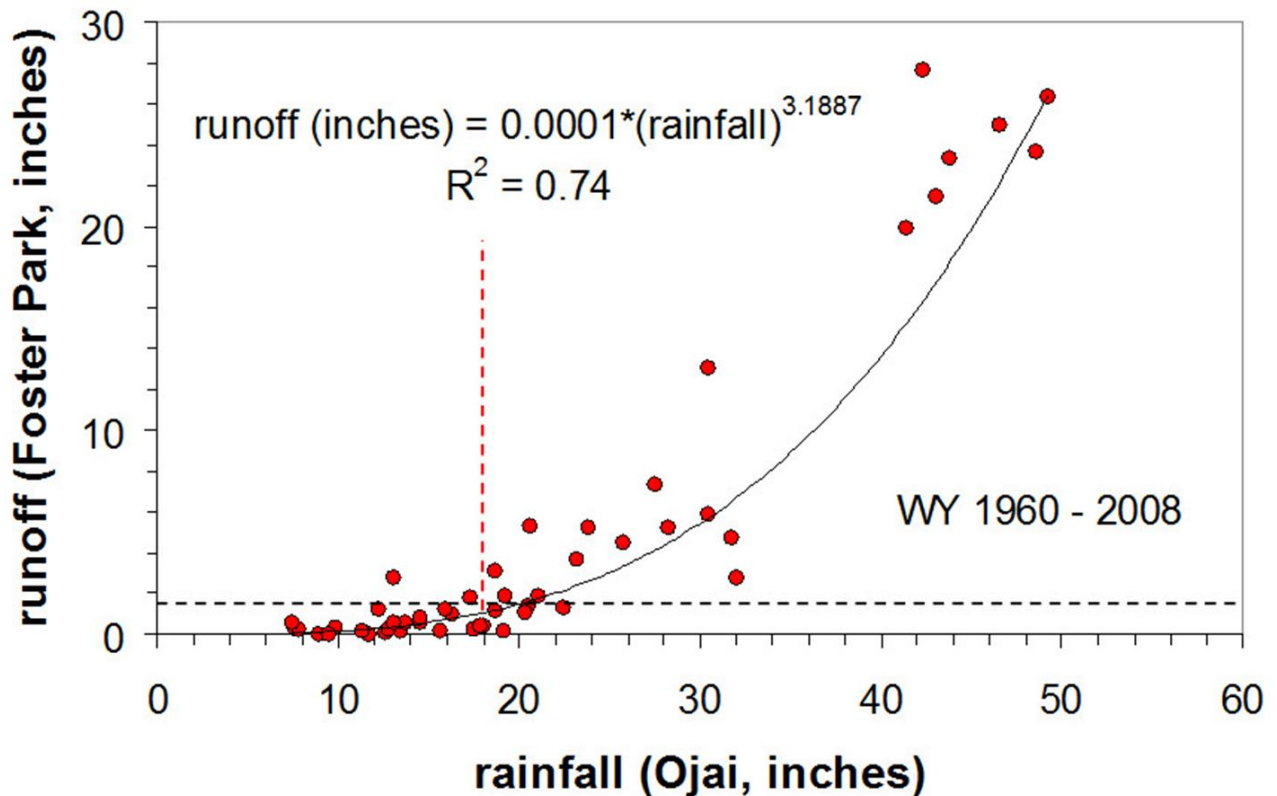 30
runoff (inches) = 0.0001*(rainfall)^3.1887
R² = 0.74
20
10
WY 1960 - 2008
0
0 10 20 30 40 50 60
rainfall (Ojai, inches)
runoff (Foster Park, inches)